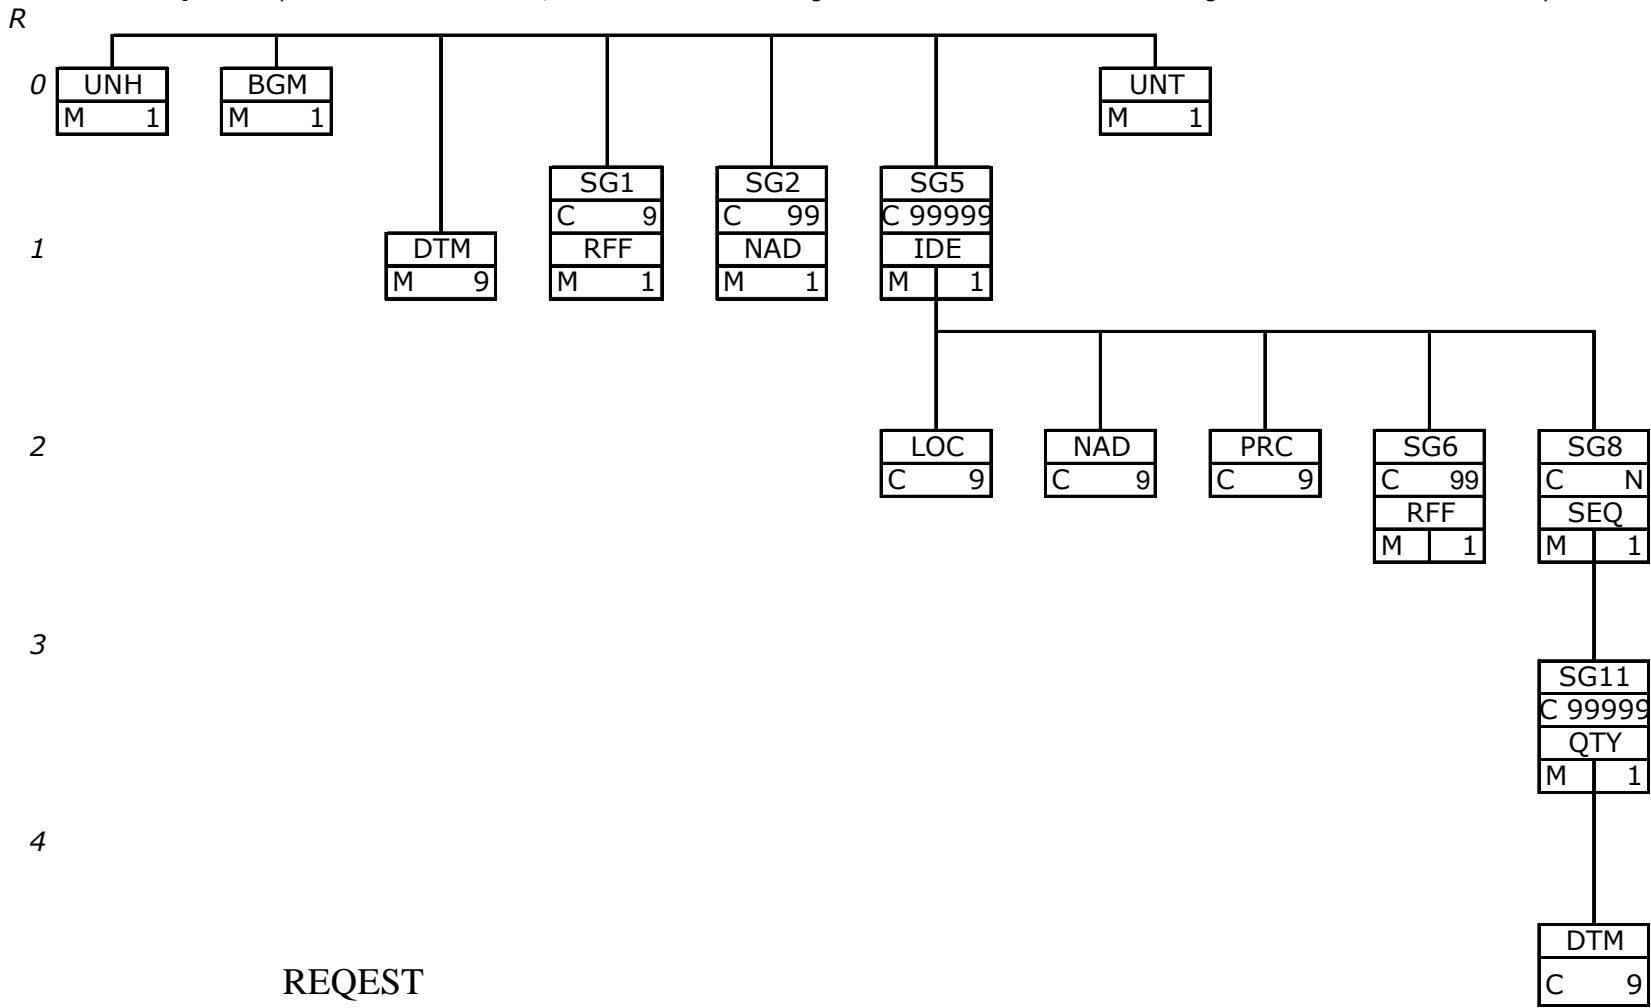 R
0 UNH BGM UNT
M 1 M 1 M 1
SG1 SG2 SG5
C 9 C 99 C 99999
1 DTM RFF NAD IDE
M 9 M 1 M 1 M 1
2 LOC NAD PRC SG6 SG8
C 9 C 9 C 9 C 99 C N
RFF SEQ
M 1 M 1
3
SG11
C 99999
QTY
M 1
4
DTM
REQEST
C 9